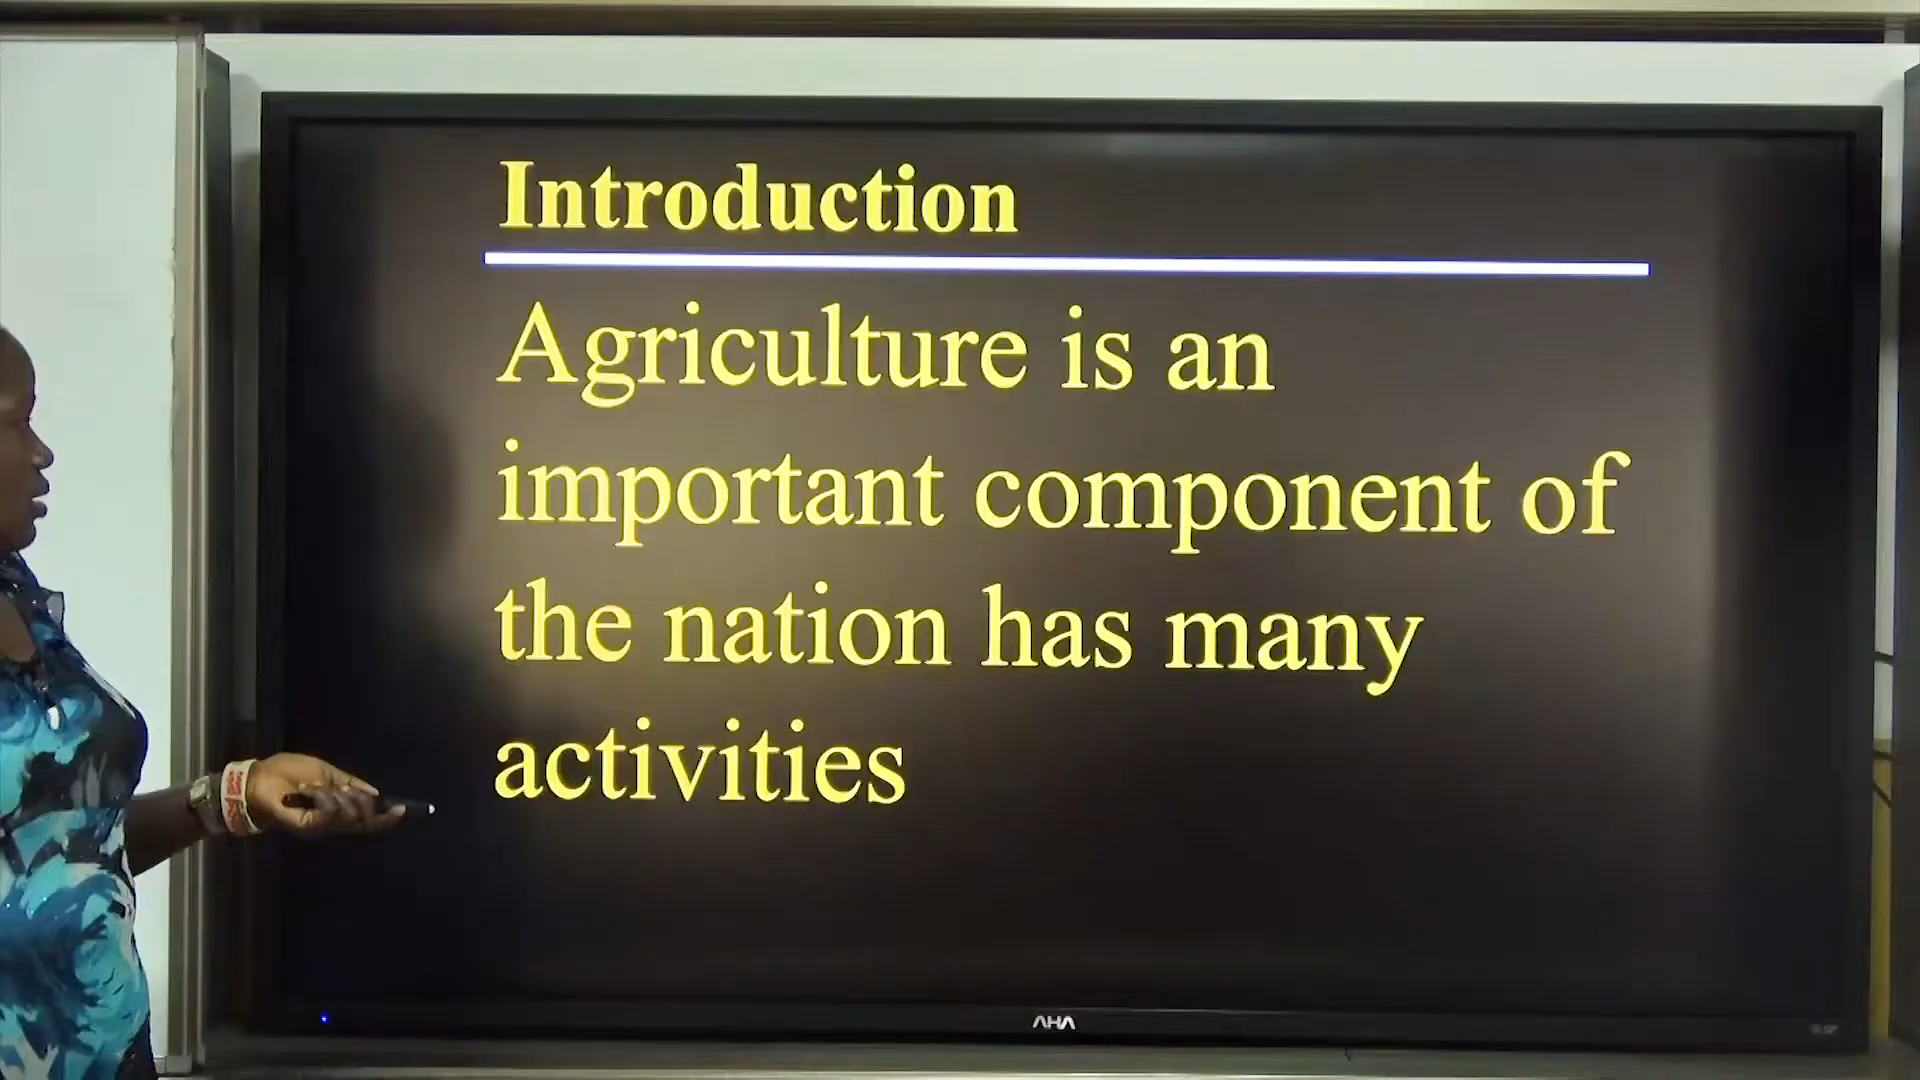 Introduction
Agriculture is an
important component of
the nation has many
activities
AHA